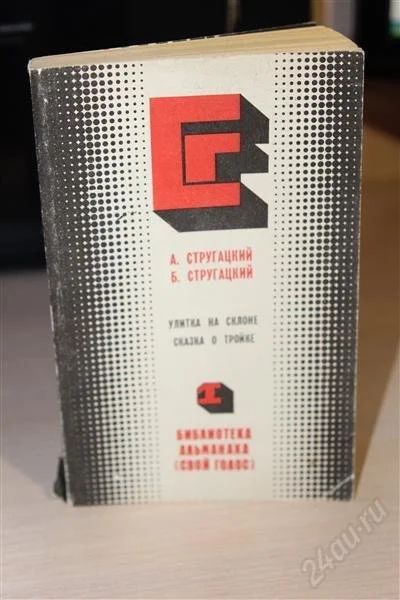 А. СТРУГАЦКИЙ
Б. СТРУГАЦКИЙ
УЛИТКА НА СКЛОНЕ
СКАЗКА О ТРОЙКЕ
1
БИБЛИОТЕКА
АЛЬМАНАХА
(СВОЙ ГОЛОС)
24au.ru